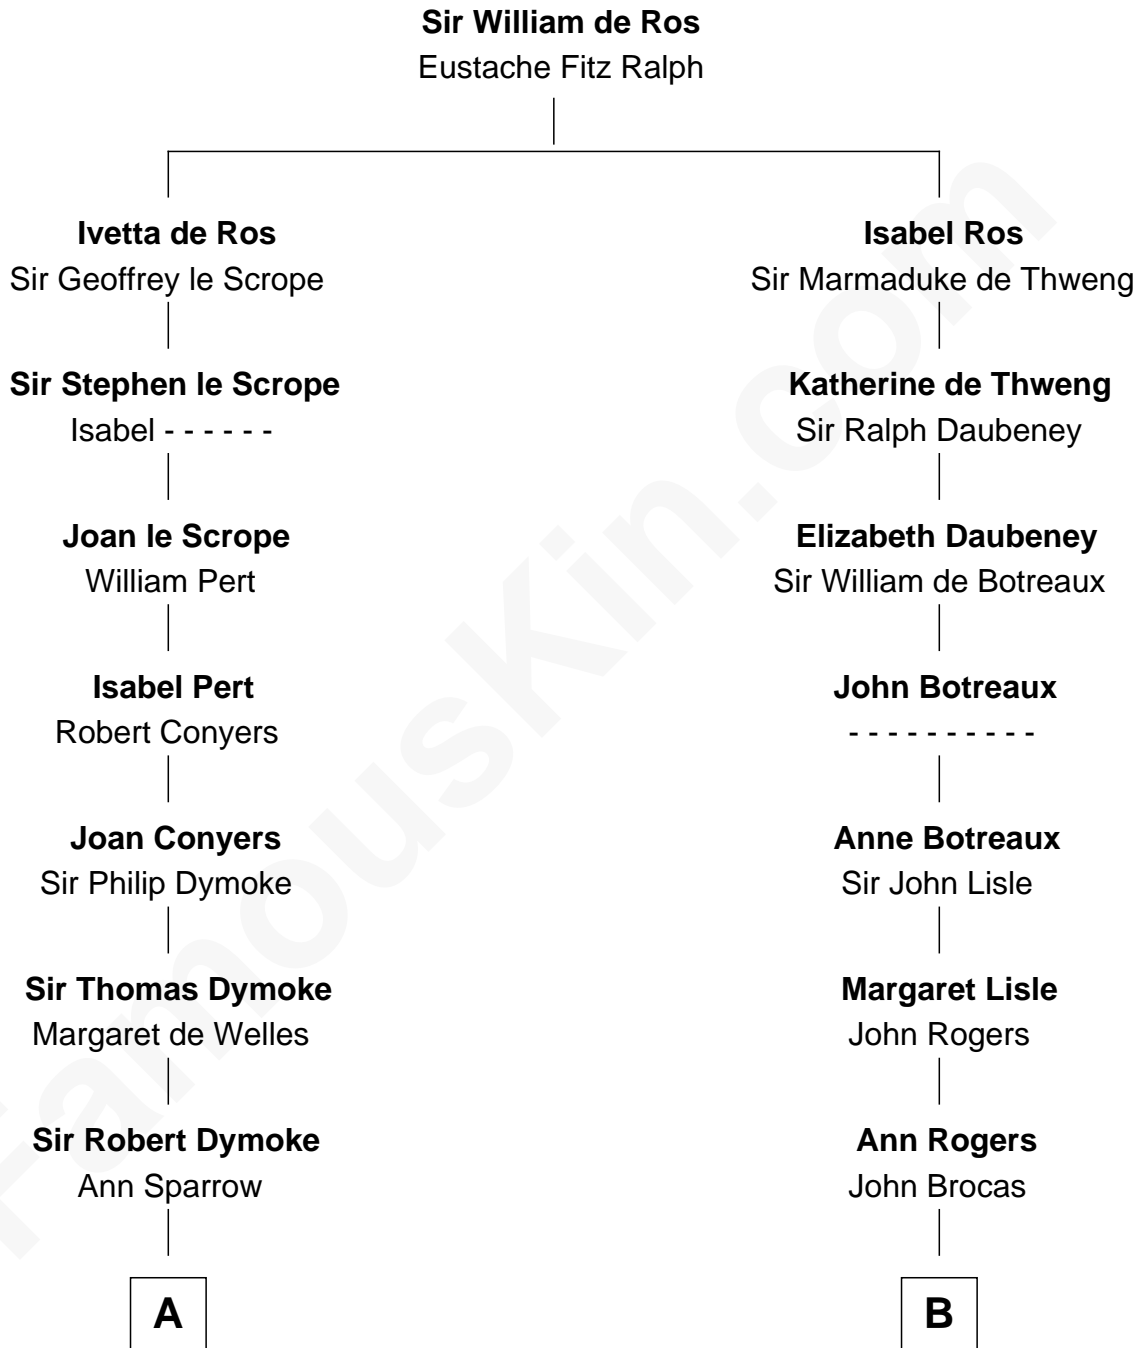 Sir William de Ros
Eustache Fitz Ralph
Ivetta de Ros
Sir Geoffrey le Scrope
Sir Stephen le Scrope
Isabel - - - - - -
Joan le Scrope
William Pert
Isabel Pert
Robert Conyers
Joan Conyers
Sir Philip Dymoke
Sir Thomas Dymoke
Margaret de Welles
Sir Robert Dymoke
Ann Sparrow
A
Isabel Ros
Sir Marmaduke de Thweng
Katherine de Thweng
Sir Ralph Daubeney
Elizabeth Daubeney
Sir William de Botreaux
John Botreaux
- - - - - - - - - -
Anne Botreaux
Sir John Lisle
Margaret Lisle
John Rogers
Ann Rogers
John Brocas
B
FamousKin.com